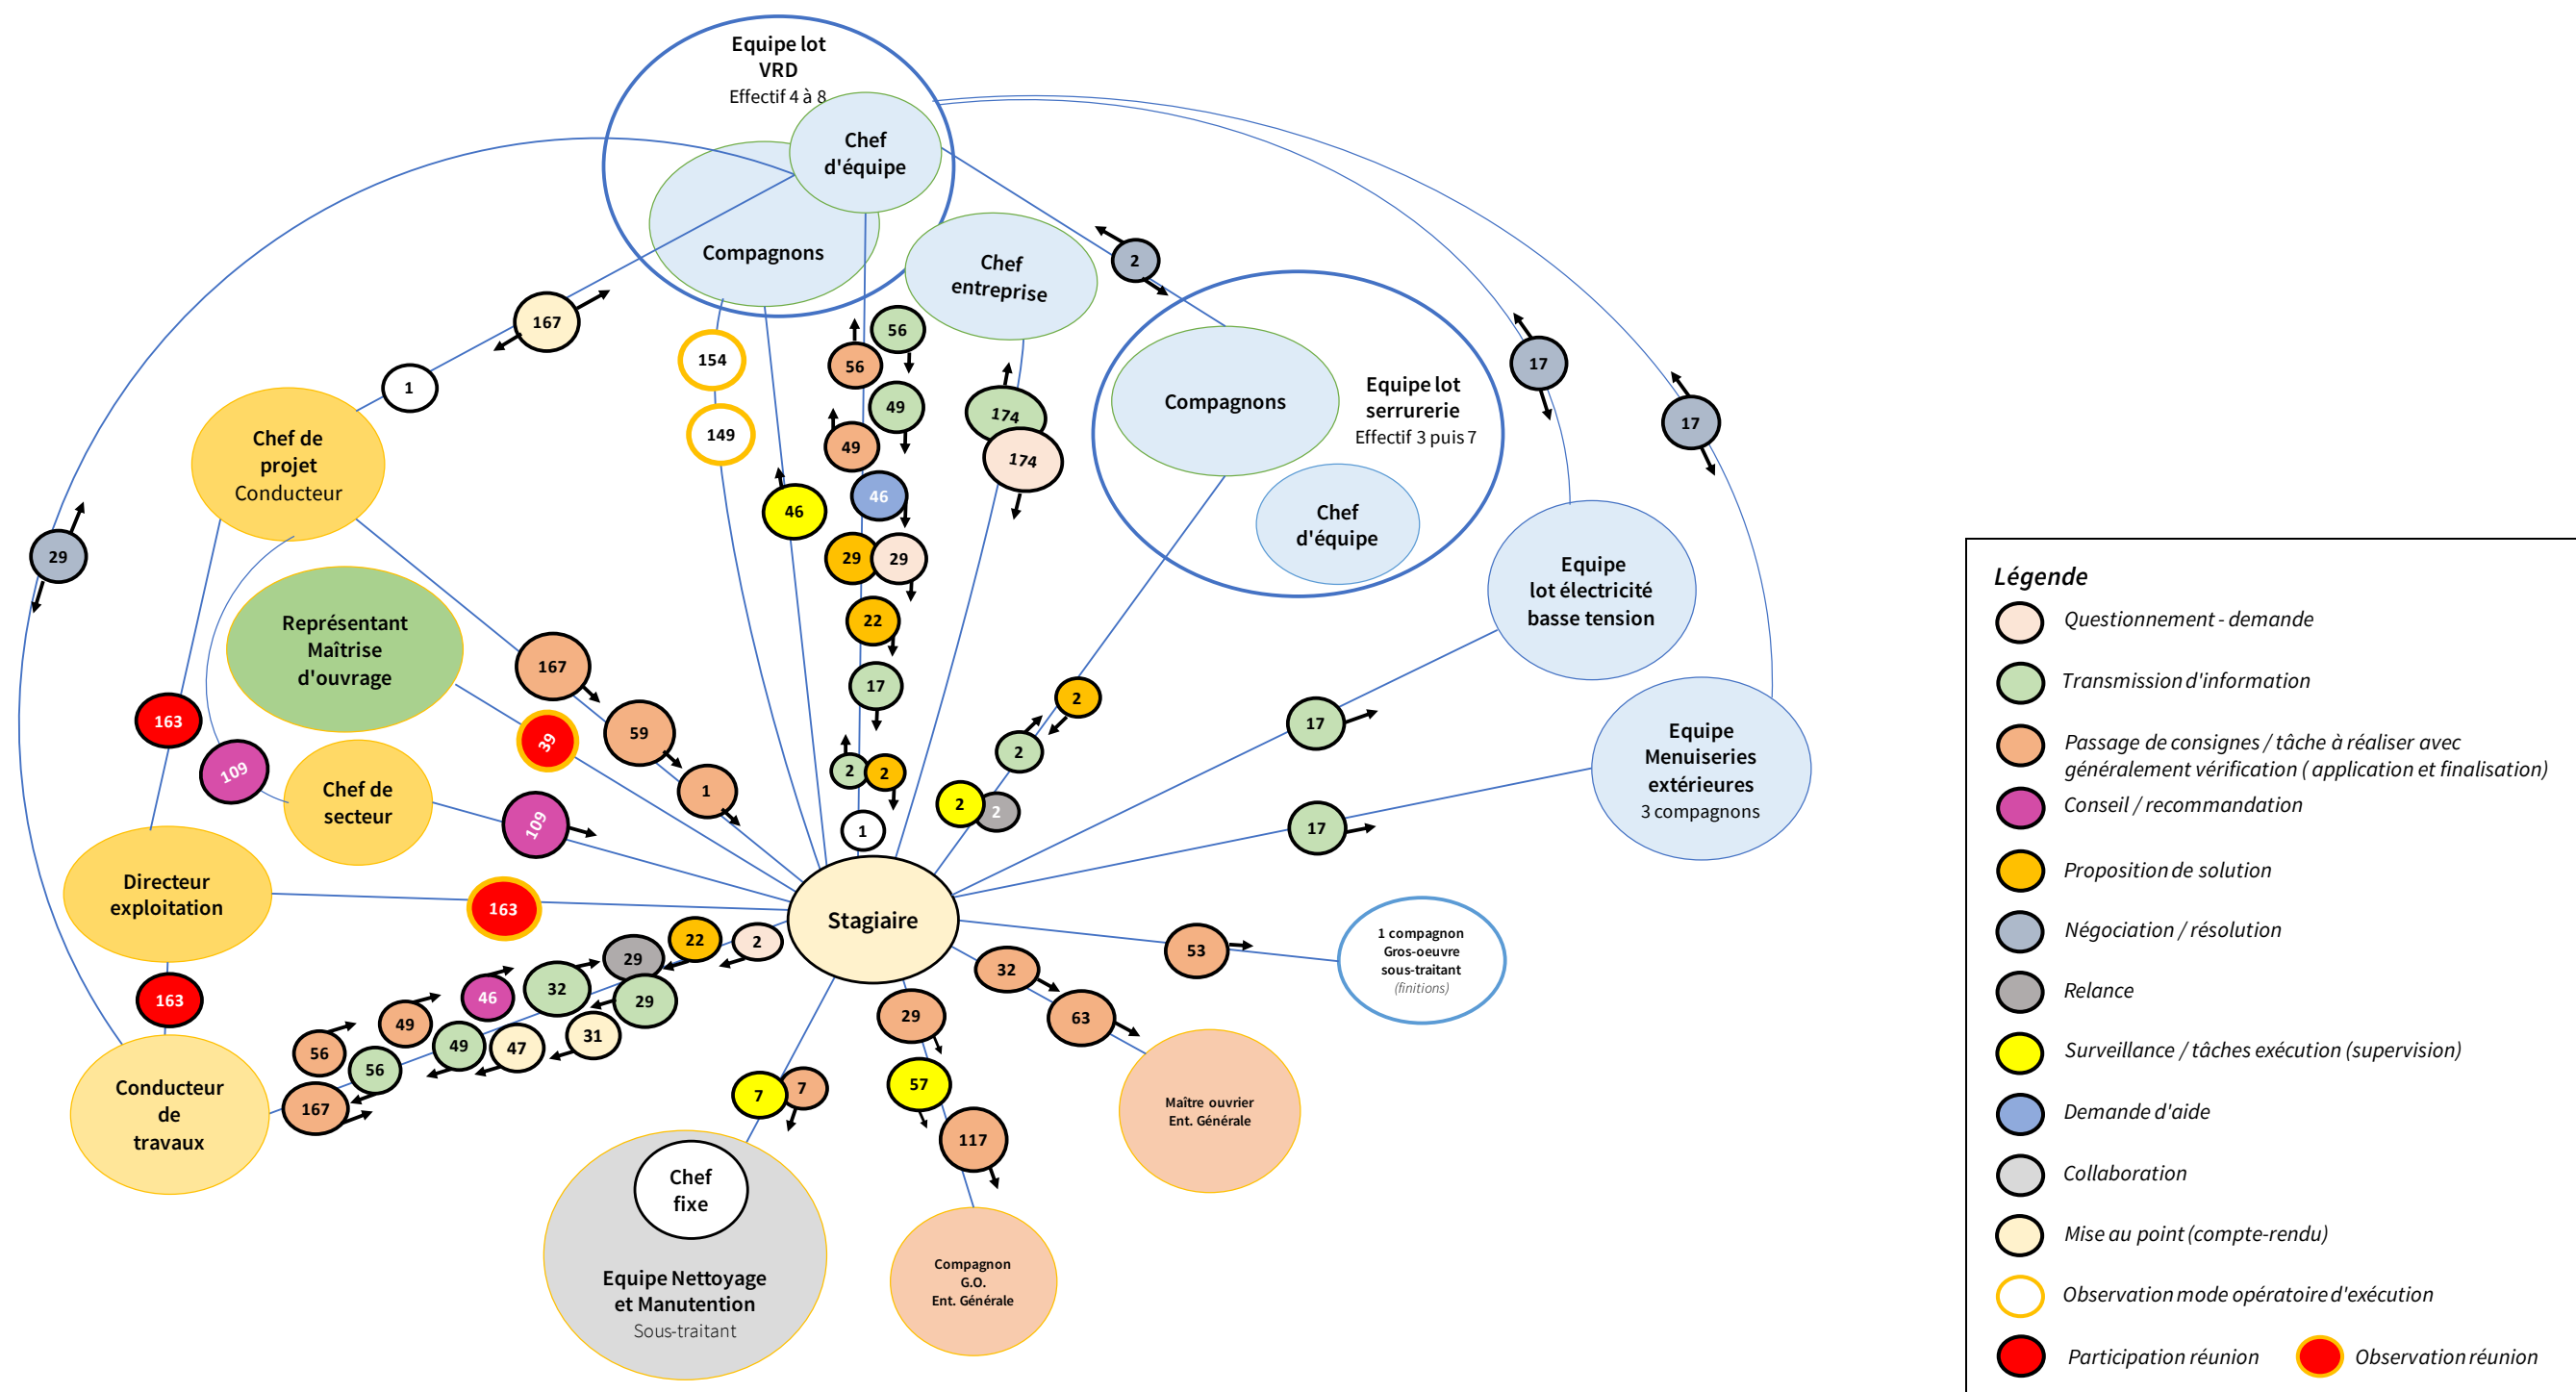 Equipe lot
VRD
Effectif 4 à 8
Chef
d'équipe
Compagnons
Chef
entreprise
2
167
1
154
149
56
56
49
49
46
46
29
29
22
17
2
2
1
174
174
Compagnons
Equipe lot
serrurerie
Effectif 3 puis 7
Chef
d'équipe
17
17
Chef de
projet
Conducteur
29
Représentant
Maîtrise
d'ouvrage
163
109
Chef de
secteur
167
39
59
1
109
Directeur
exploitation
163
163
Conducteur
de
travaux
Equipe
lot électricité
basse tension
Equipe
Menuiseries
extérieures
3 compagnons
2
2
2
2
17
17
Stagiaire
2
22
29
29
32
31
46
47
49
49
56
56
167
53
1 compagnon
Gros-oeuvre
sous-traitant
(finitions)
32
63
Maître ouvrier
Ent. Générale
29
57
117
Compagnon
G.O.
Ent. Générale
7
7
Chef
fixe
Equipe Nettoyage
et Manutention
Sous-traitant
Légende
Questionnement - demande
Transmission d'information
Passage de consignes / tâche à réaliser avec
généralement vérification ( application et finalisation)
Conseil / recommandation
Proposition de solution
Négociation / résolution
Relance
Surveillance / tâches exécution (supervision)
Demande d'aide
Collaboration
Mise au point (compte-rendu)
Observation mode opératoire d'exécution
Participation réunion
Observation réunion